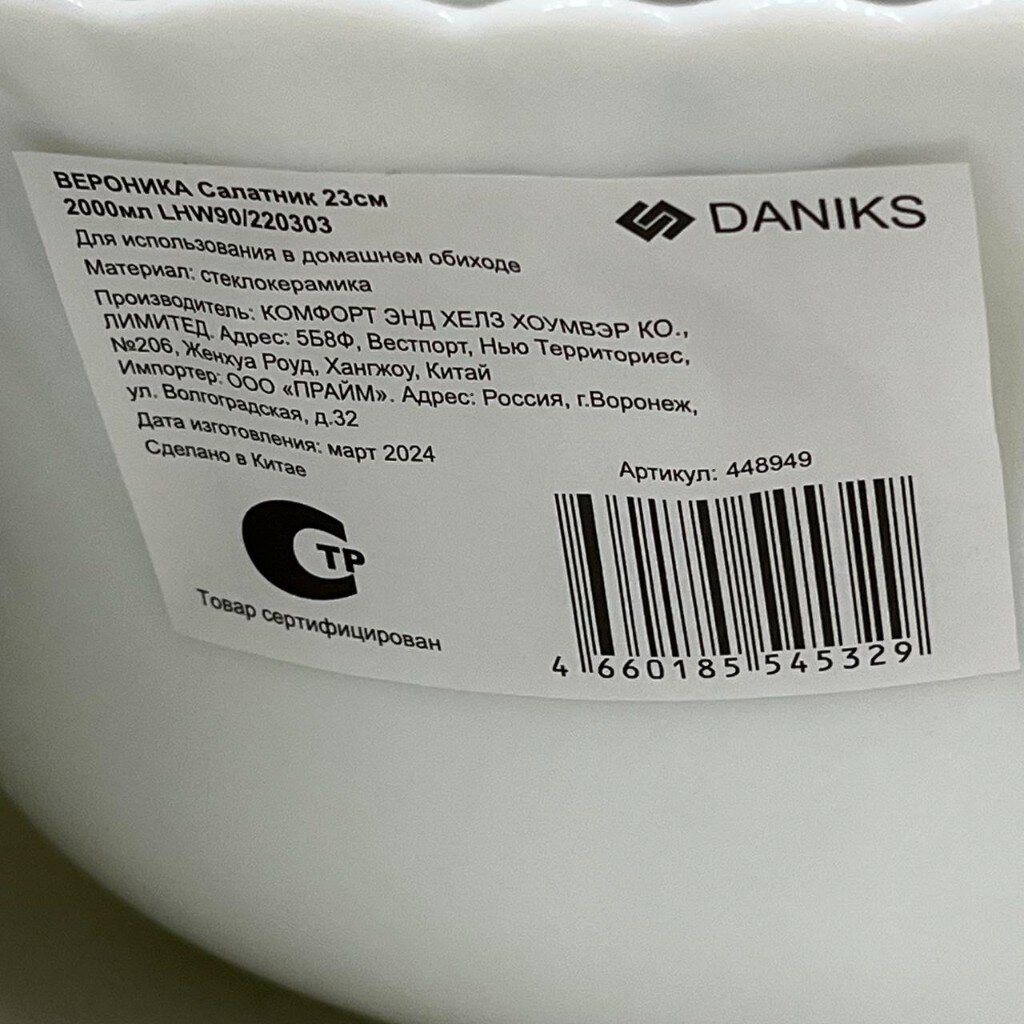 ВЕРОНИКА Салатник 23см
2000мл LHW90/220303
DANIKS
Для использования в домашнем обиходе
Материал: стеклокерамика
Производитель: КОМФОРТ ЭНД ХЕЛЗ ХОУМВЭР КО.,
ЛИМИТЕД. Адрес: 5Б8Ф, Вестпорт, Нью Территориес,
№206, Женхуа Роуд, Хангжоу, Китай
Импортер: ООО «ПРАЙМ». Адрес: Россия, г.Воронеж,
ул. Волгоградская, д.32
Дата изготовления: март 2024
Сделано в Китае
СТР
Товар сертифицирован
Артикул: 448949
4 660185 545329